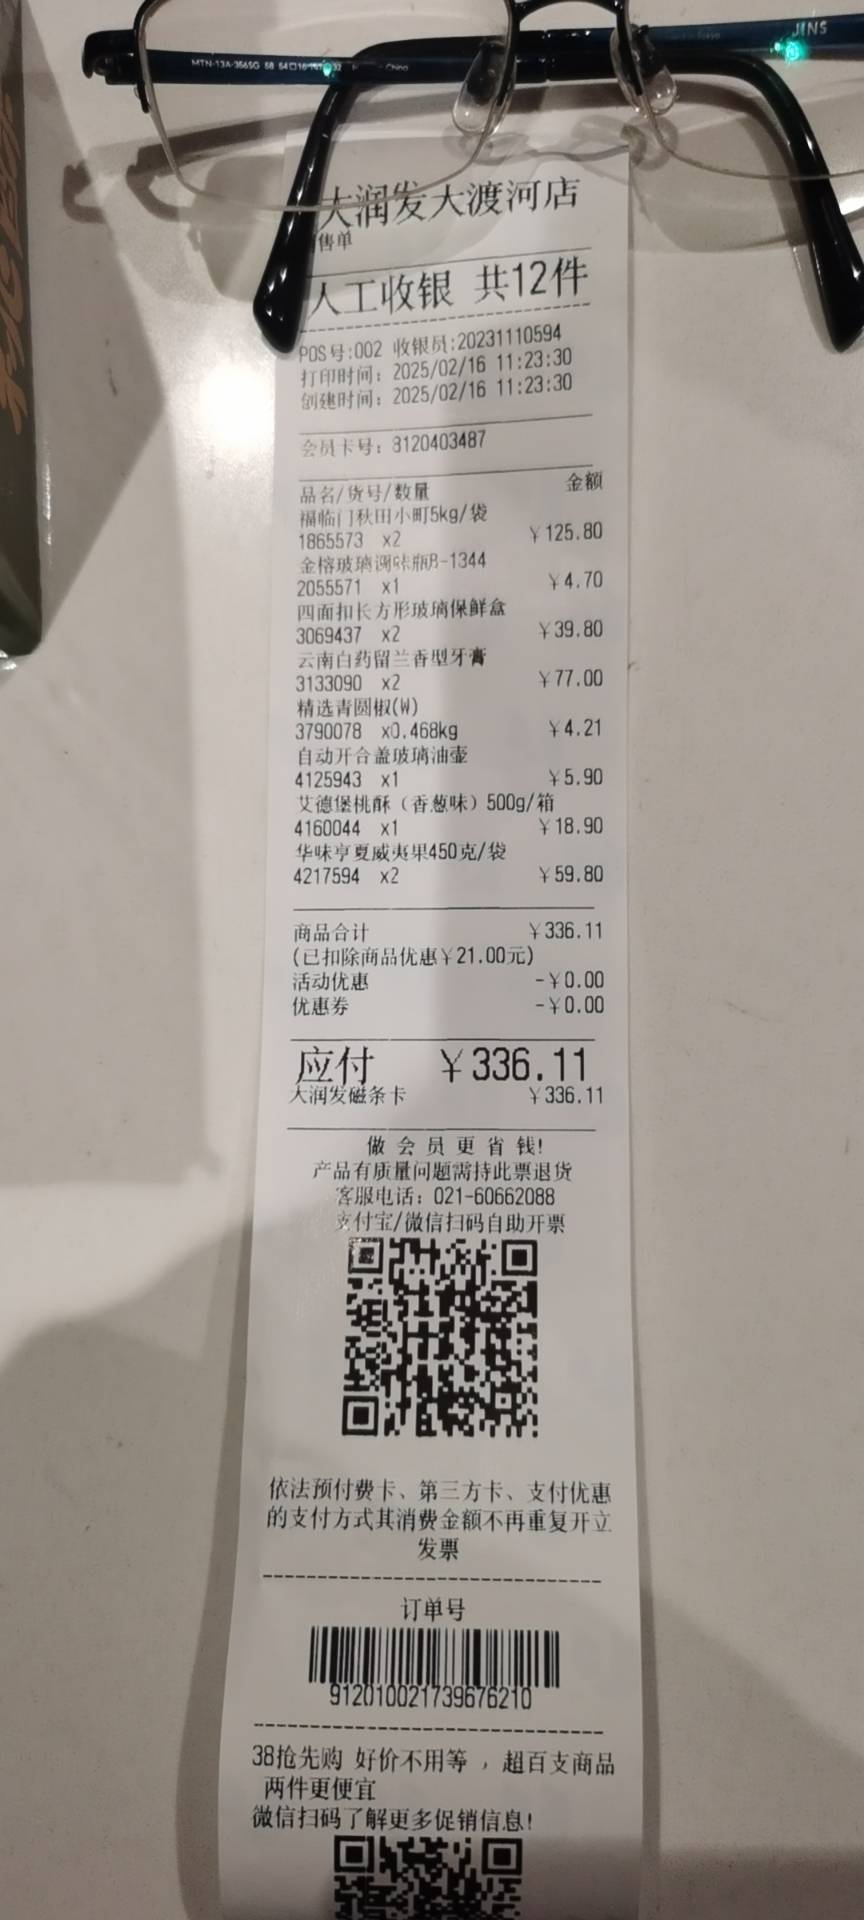 MTN-13A-356SG 58 54□16
JINS
大润发大渡河店
售单
人工收银 共12件
POS号:002 收银员:20231110594
打印时间: 2025/02/16 11:23:30
创建时间: 2025/02/16 11:23:30
会员卡号: 3120403487
品名/货号/数量 金额
福临门秋田小町5kg/袋
1865573 x2 ¥125.80
金榕玻璃调味瓶B-1344
2055571 x1 ¥4.70
四面扣长方形玻璃保鲜盒
3069437 x2 ¥39.80
云南白药留兰香型牙膏
3133090 x2 ¥77.00
精选青圆椒(W)
3790078 x0.468kg ¥4.21
自动开合盖玻璃油壶
4125943 x1 ¥5.90
艾德堡桃酥（香葱味）500g/箱
4160044 x1 ¥18.90
华味亨夏威夷果450克/袋
4217594 x2 ¥59.80
商品合计 ¥336.11
(已扣除商品优惠¥21.00元)
活动优惠 -¥0.00
优惠券 -¥0.00
应付 ¥336.11
大润发磁条卡 ¥336.11
做会员更省钱!
产品有质量问题需持此票退货
客服电话: 021-60662088
支付宝/微信扫码自助开票
依法预付费卡、第三方卡、支付优惠
的支付方式其消费金额不再重复开立
发票
订单号
912010021739676210
38抢先购 好价不用等 ，超百支商品
两件更便宜
微信扫码了解更多促销信息!